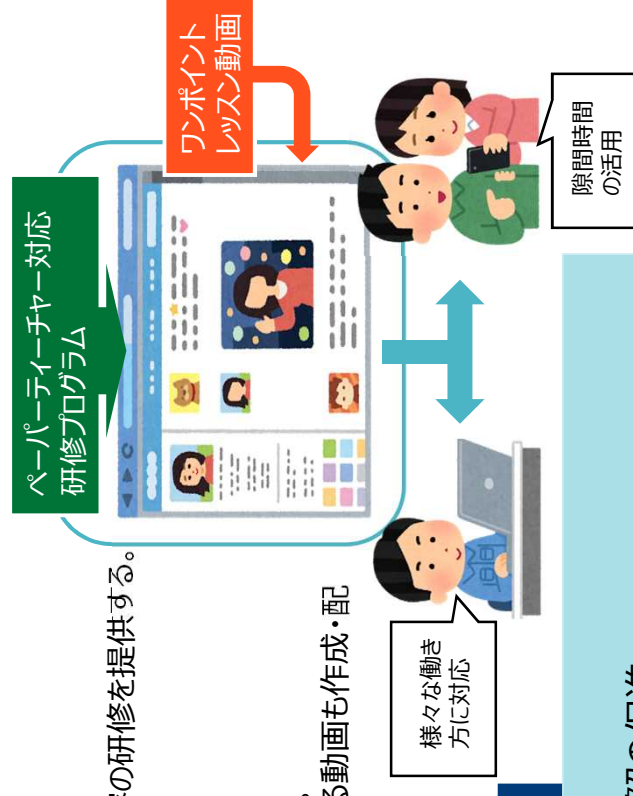 ペーパーティーチャー対応
研修プログラム
ワンポイント
レッスン動画
の研修を提供する。
る動画も作成・配
様々な働き
方に対応
隙間時間
の活用
の促進